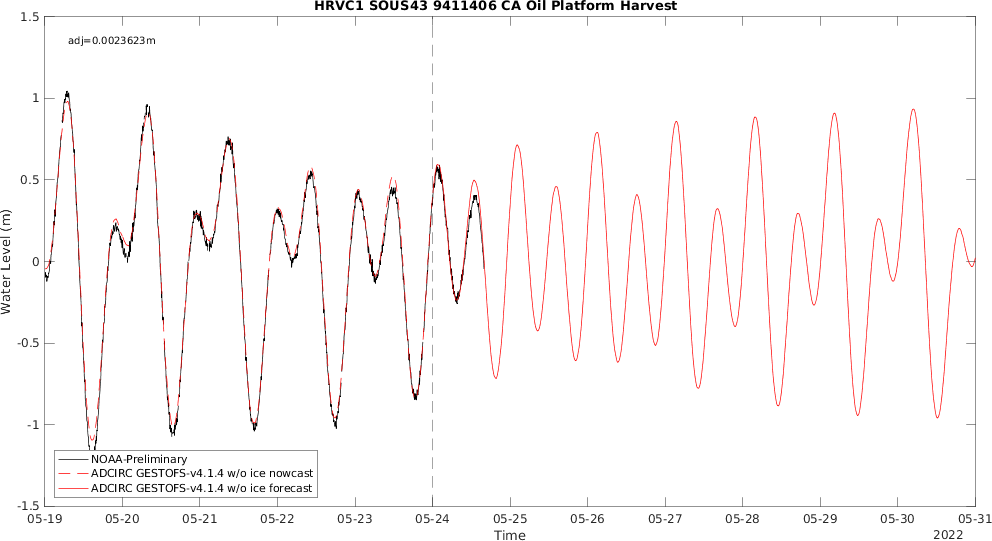 HRVC1 SOUS43 9411406 CA Oil Platform Harvest
adj=0.0023623m
Water Level (m)
1.5
1
0.5
0
-0.5
-1
-1.5
NOAA-Preliminary
ADCIRC GESTOFS-v4.1.4 w/o ice nowcast
ADCIRC GESTOFS-v4.1.4 w/o ice forecast
05-19 05-20 05-21 05-22 05-23 05-24 05-25 05-26 05-27 05-28 05-29 05-30 05-31
Time
2022